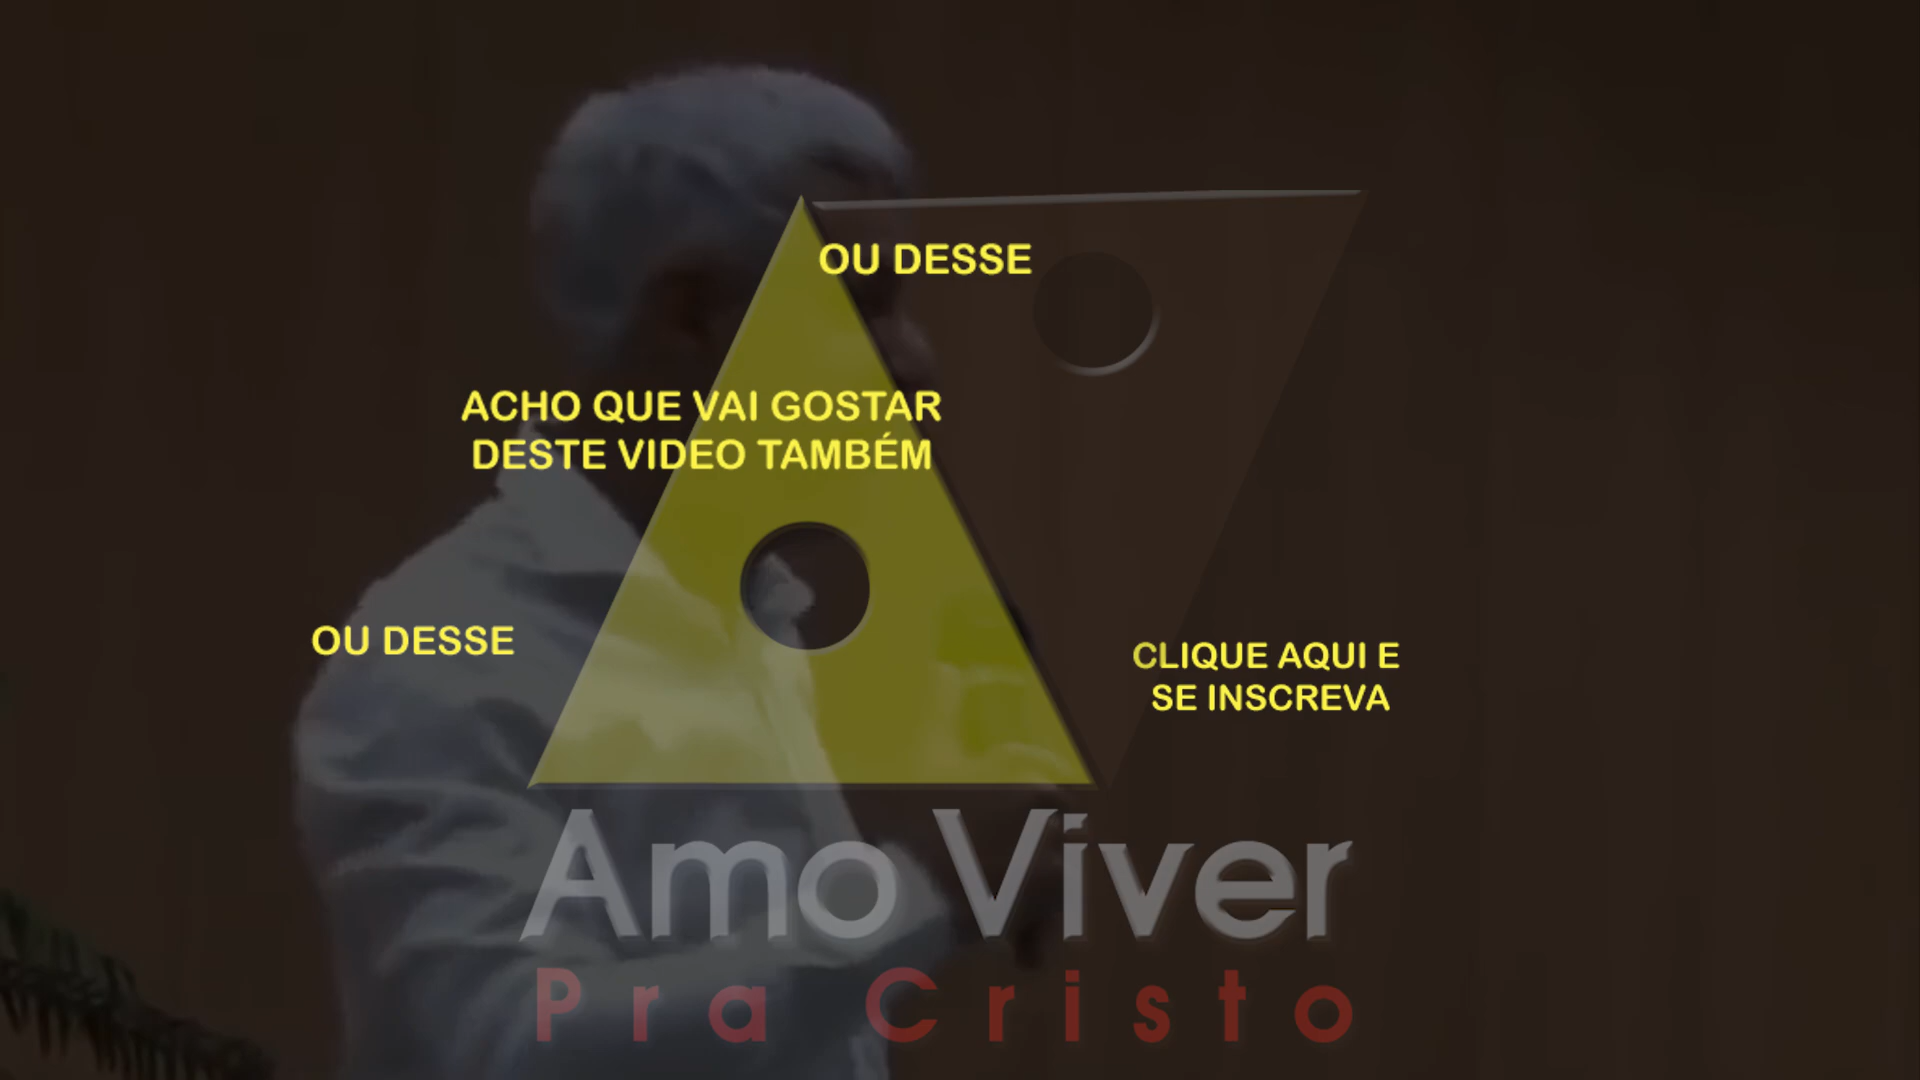 OU DESSE
ACHO QUE VAI GOSTAR
DESTE VIDEO TAMBÉM
OU DESSE
CLIQUE AQUI E
SE INSCREVA
Amo Viver
Pra Cristo